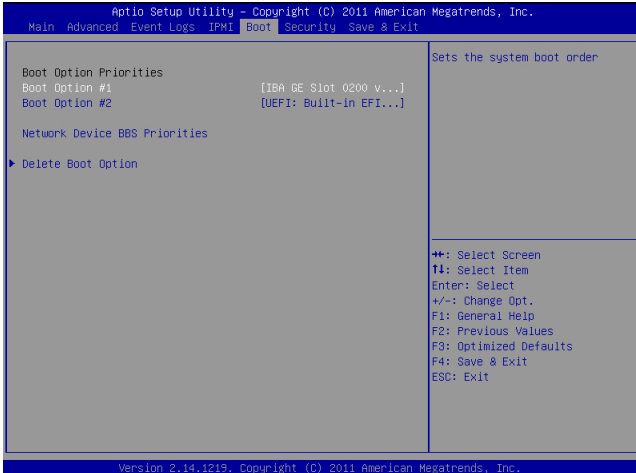 Aptio Setup Utility – Copyright (C) 2011 American Megatrends, Inc.
Main Advanced Event Logs IPMI Boot Security Save & Exit
Boot Option Priorities
Boot Option #1 [IBA GE Slot 0200 v...]
Boot Option #2 [UEFI: Built-in EFI...]
Network Device BBS Priorities
Delete Boot Option
Sets the system boot order
→←: Select Screen
↑↓: Select Item
Enter: Select
+/-: Change Opt.
F1: General Help
F2: Previous Values
F3: Optimized Defaults
F4: Save & Exit
ESC: Exit
Version 2.14.1219. Copyright (C) 2011 American Megatrends, Inc.